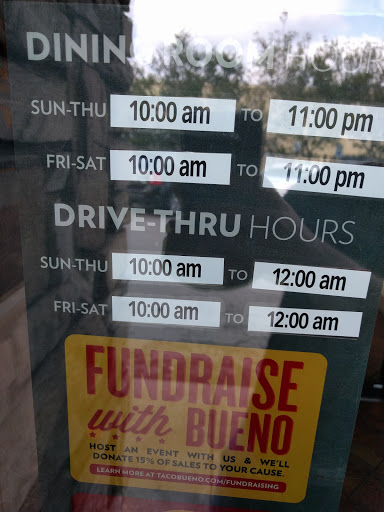 DINING ROOM HOUR
SUN-THU 10:00 am TO 11:00 pm
FRI-SAT 10:00 am TO 11:00 pm
DRIVE-THRU HOURS
SUN-THU 10:00 am TO 12:00 am
FRI-SAT 10:00 am TO 12:00 am
FUNDRAISE
with BUENO
HOST AN EVENT WITH US & WE'LL
DONATE 15% OF SALES TO YOUR CAUSE.
LEARN MORE AT TACOBUENO.COM/FUNDRAISING